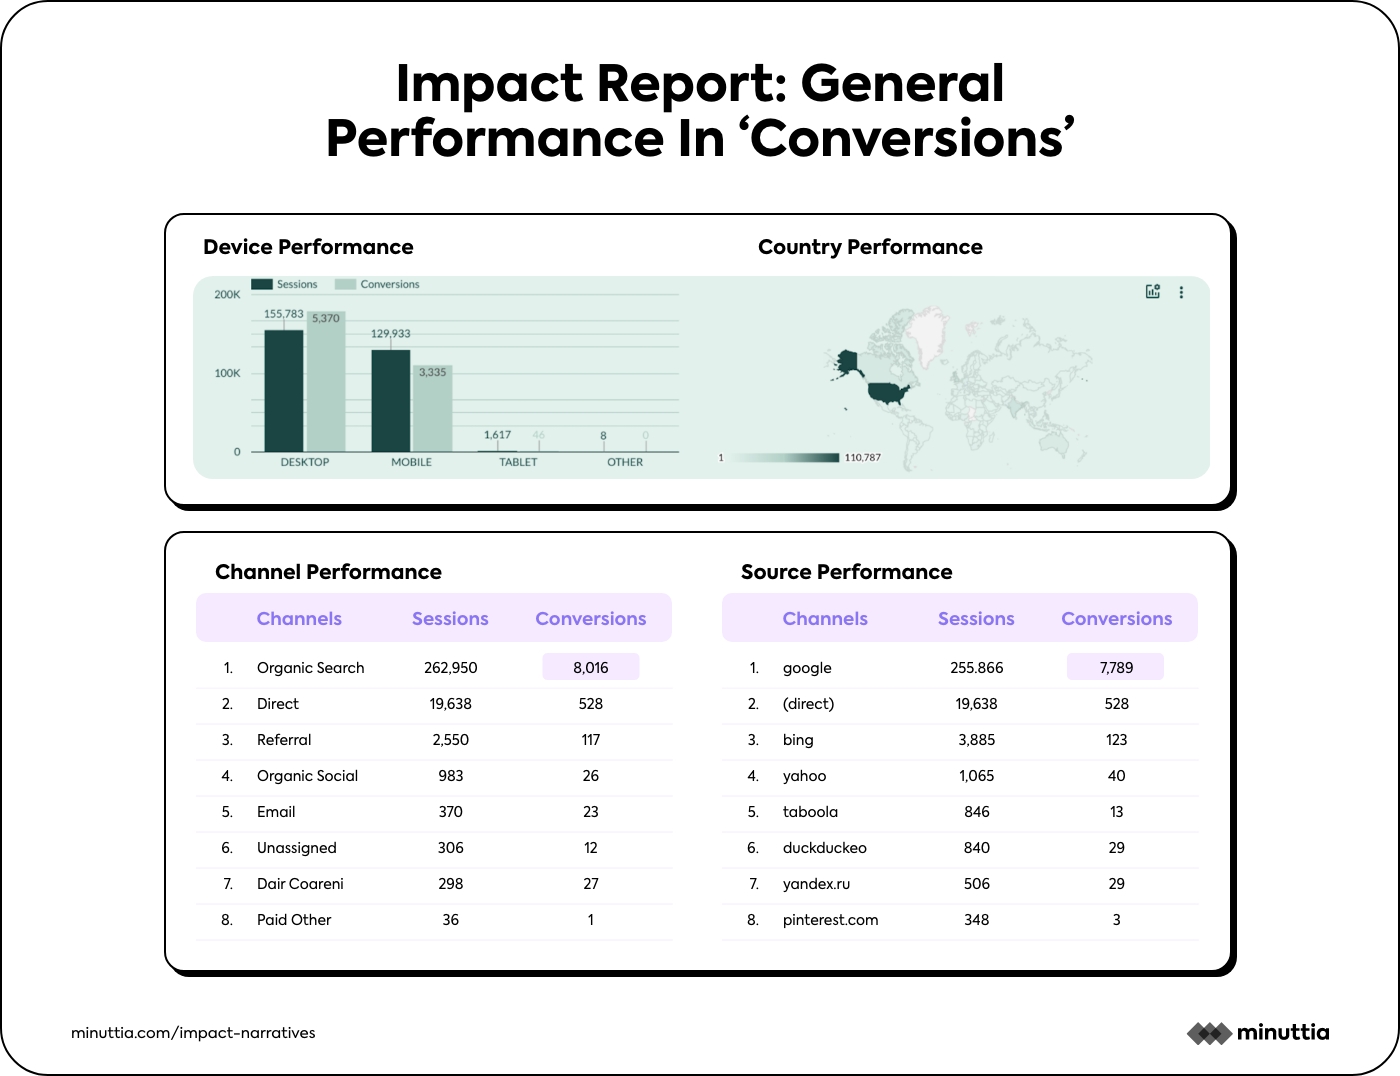 Impact Report: General
Performance In ‘Conversions’
Device Performance
Sessions Conversions
200K
100K
0
155,783 5,370
129,933 3,335
1,617 46
8 0
DESKTOP MOBILE TABLET OTHER
Country Performance
1 110,787
Channel Performance
Channels Sessions Conversions
1. Organic Search 262,950 8,016
2. Direct 19,638 528
3. Referral 2,550 117
4. Organic Social 983 26
5. Email 370 23
6. Unassigned 306 12
7. Dair Coareni 298 27
8. Paid Other 36 1
Source Performance
Channels Sessions Conversions
1. google 255.866 7,789
2. (direct) 19,638 528
3. bing 3,885 123
4. yahoo 1,065 40
5. taboola 846 13
6. duckduckeo 840 29
7. yandex.ru 506 29
8. pinterest.com 348 3
minuttia.com/impact-narratives
minuttia